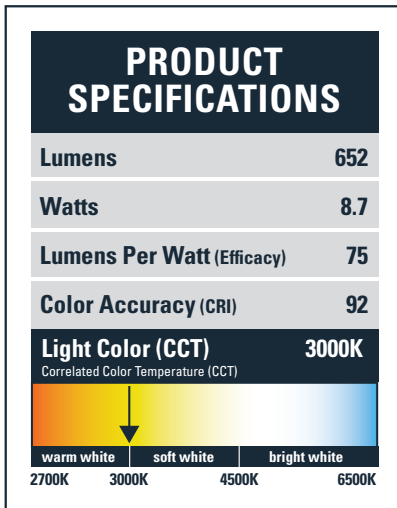 PRODUCT
SPECIFICATIONS
Lumens 652
Watts 8.7
Lumens Per Watt (Efficacy) 75
Color Accuracy (CRI) 92
Light Color (CCT) 3000K
Correlated Color Temperature (CCT)
warm white soft white bright white
2700K 3000K 4500K 6500K